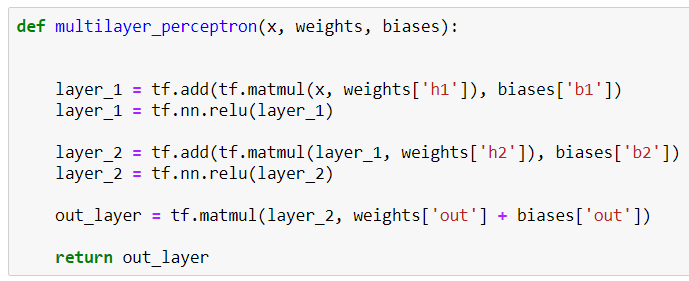 def multilayer_perceptron(x, weights, biases):
layer_1 = tf.add(tf.matmul(x, weights['h1']), biases['b1'])
layer_1 = tf.nn.relu(layer_1)
layer_2 = tf.add(tf.matmul(layer_1, weights['h2']), biases['b2'])
layer_2 = tf.nn.relu(layer_2)
out_layer = tf.matmul(layer_2, weights['out'] + biases['out'])
return out_layer